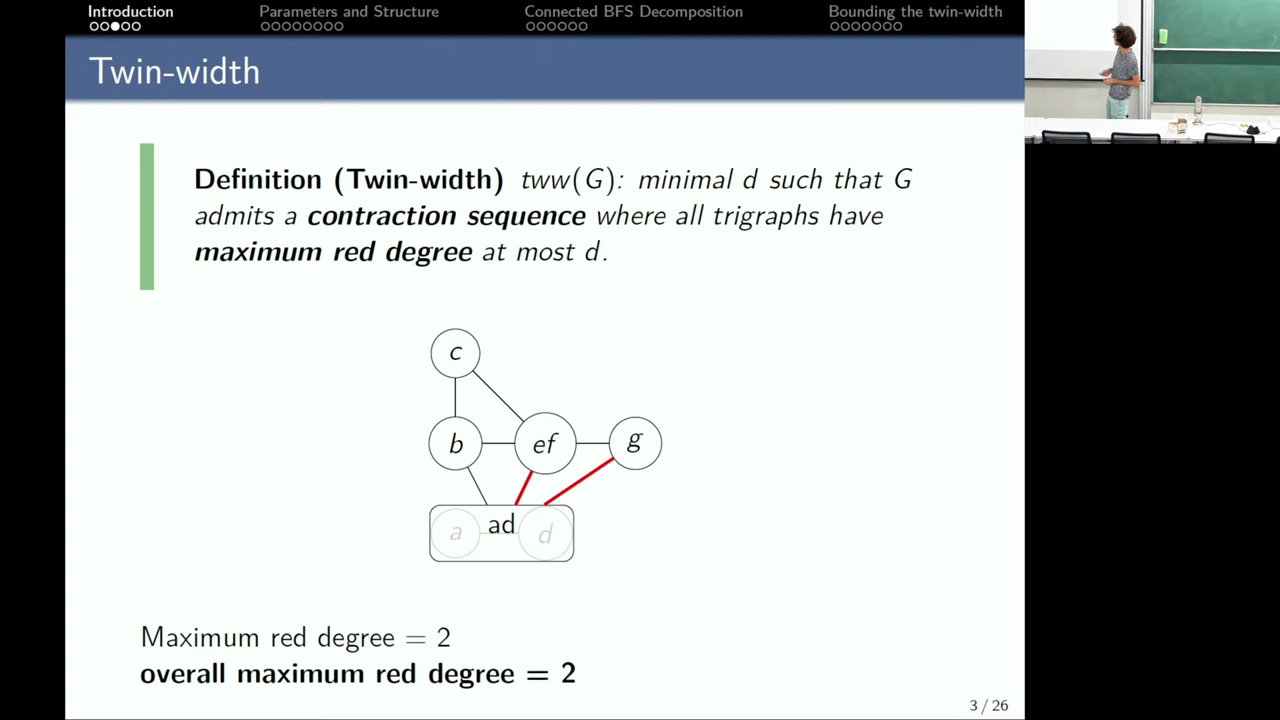 Introduction Parameters and Structure Connected BFS Decomposition Bounding the twin-width
Twin-width
Definition (Twin-width) tww(G): minimal d such that G
admits a contraction sequence where all trigraphs have
maximum red degree at most d.
c
b ef g
a ad d
Maximum red degree = 2
overall maximum red degree = 2
3 / 26